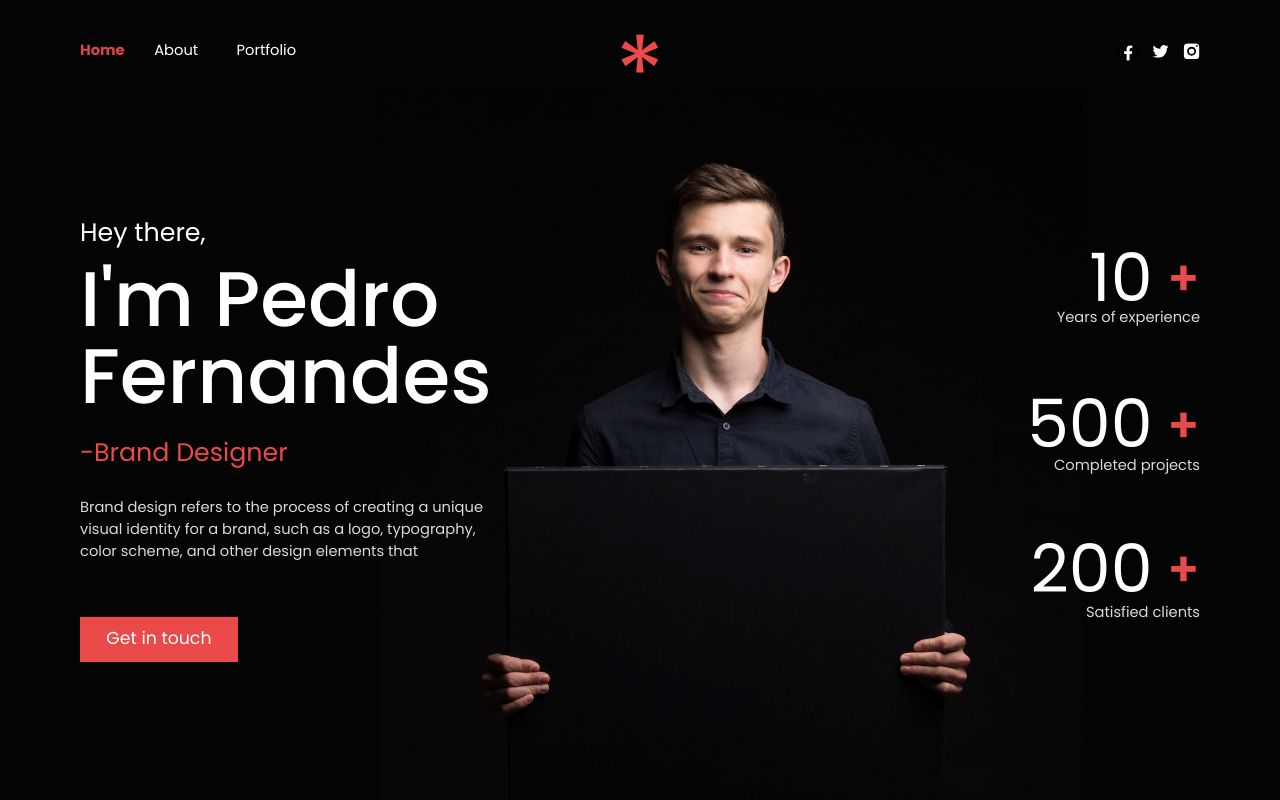 Home About Portfolio
Hey there,
I'm Pedro
Fernandes
-Brand Designer
Brand design refers to the process of creating a unique
visual identity for a brand, such as a logo, typography,
color scheme, and other design elements that
Get in touch
10 +
Years of experience
500 +
Completed projects
200 +
Satisfied clients